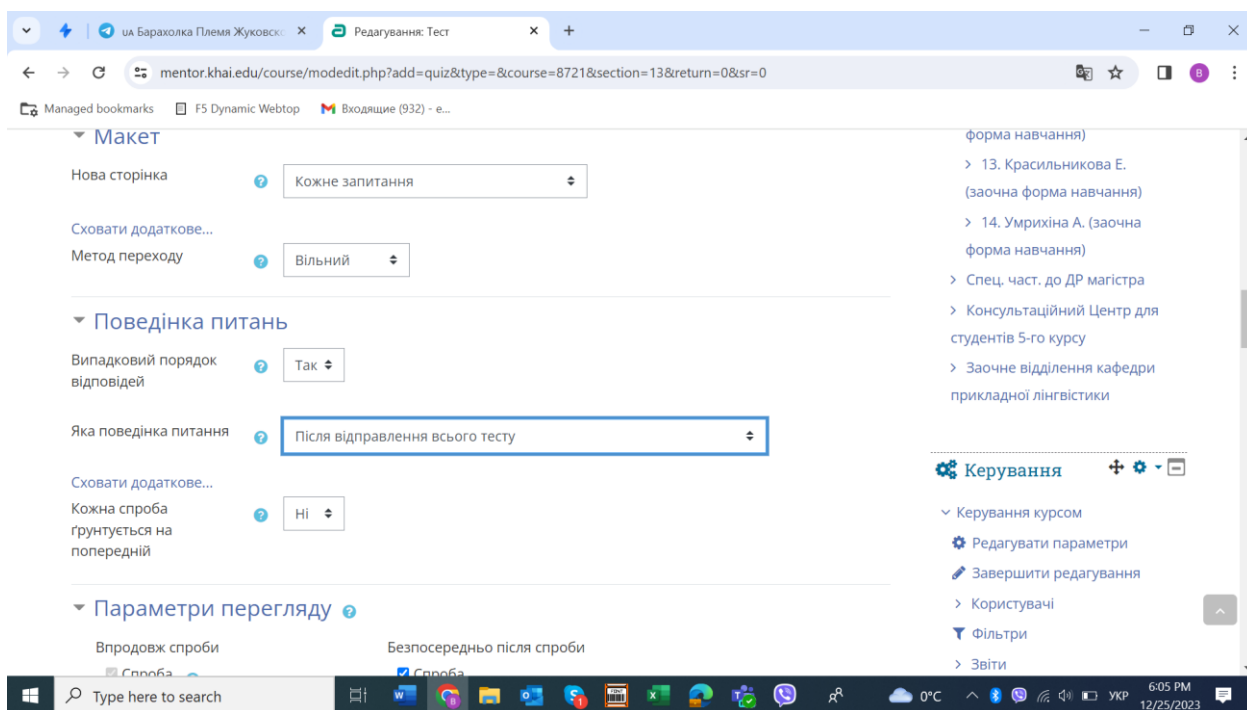 UA Барахолка Племя Жуковск
Редагування: Тест
mentor.khai.edu/course/modedit.php?add=quiz&type=&course=8721&section=13&return=0&sr=0
B
Managed bookmarks
F5 Dynamic Webtop
Входящие (932) - e...
Макет
Нова сторінка
Кожне запитання
Сховати додаткове...
Метод переходу
Вільний
Поведінка питань
Випадковий порядок
відповідей
Так
Яка поведінка питання
Після відправлення всього тесту
Сховати додаткове...
Кожна спроба
ґрунтується на
попередній
Ні
Параметри перегляду
Впродовж спроби
Безпосередньо після спроби
Спроба
Спроба
форма навчання)
13. Красильникова Е.
(заочна форма навчання)
14. Умрихіна А. (заочна
форма навчання)
Спец. част. до ДР магістра
Консультаційний Центр для
студентів 5-го курсу
Заочне відділення кафедри
прикладної лінгвістики
Керування
Керування курсом
Редагувати параметри
Завершити редагування
Користувачі
Фільтри
Звіти
Type here to search
0°C
УКР
6:05 PM
12/25/2023